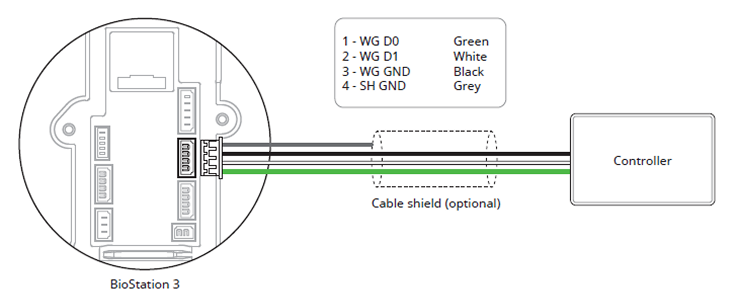 1 - WG D0 Green
2 - WG D1 White
3 - WG GND Black
4 - SH GND Grey
Controller
Cable shield (optional)
BioStation 3